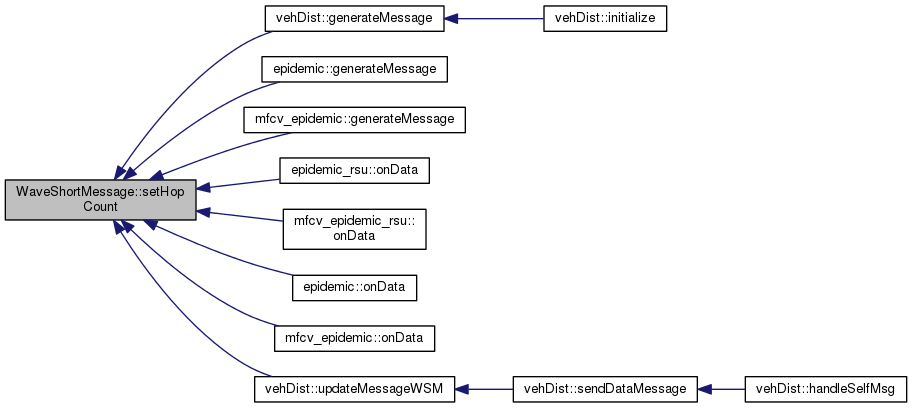 vehDist::generateMessage
vehDist::initialize
epidemic::generateMessage
mfcv_epidemic::generateMessage
epidemic_rsu::onData
WaveShortMessage::setHop
Count
mfcv_epidemic_rsu::
onData
epidemic::onData
mfcv_epidemic::onData
vehDist::updateMessageWSM
vehDist::sendDataMessage
vehDist::handleSelfMsg